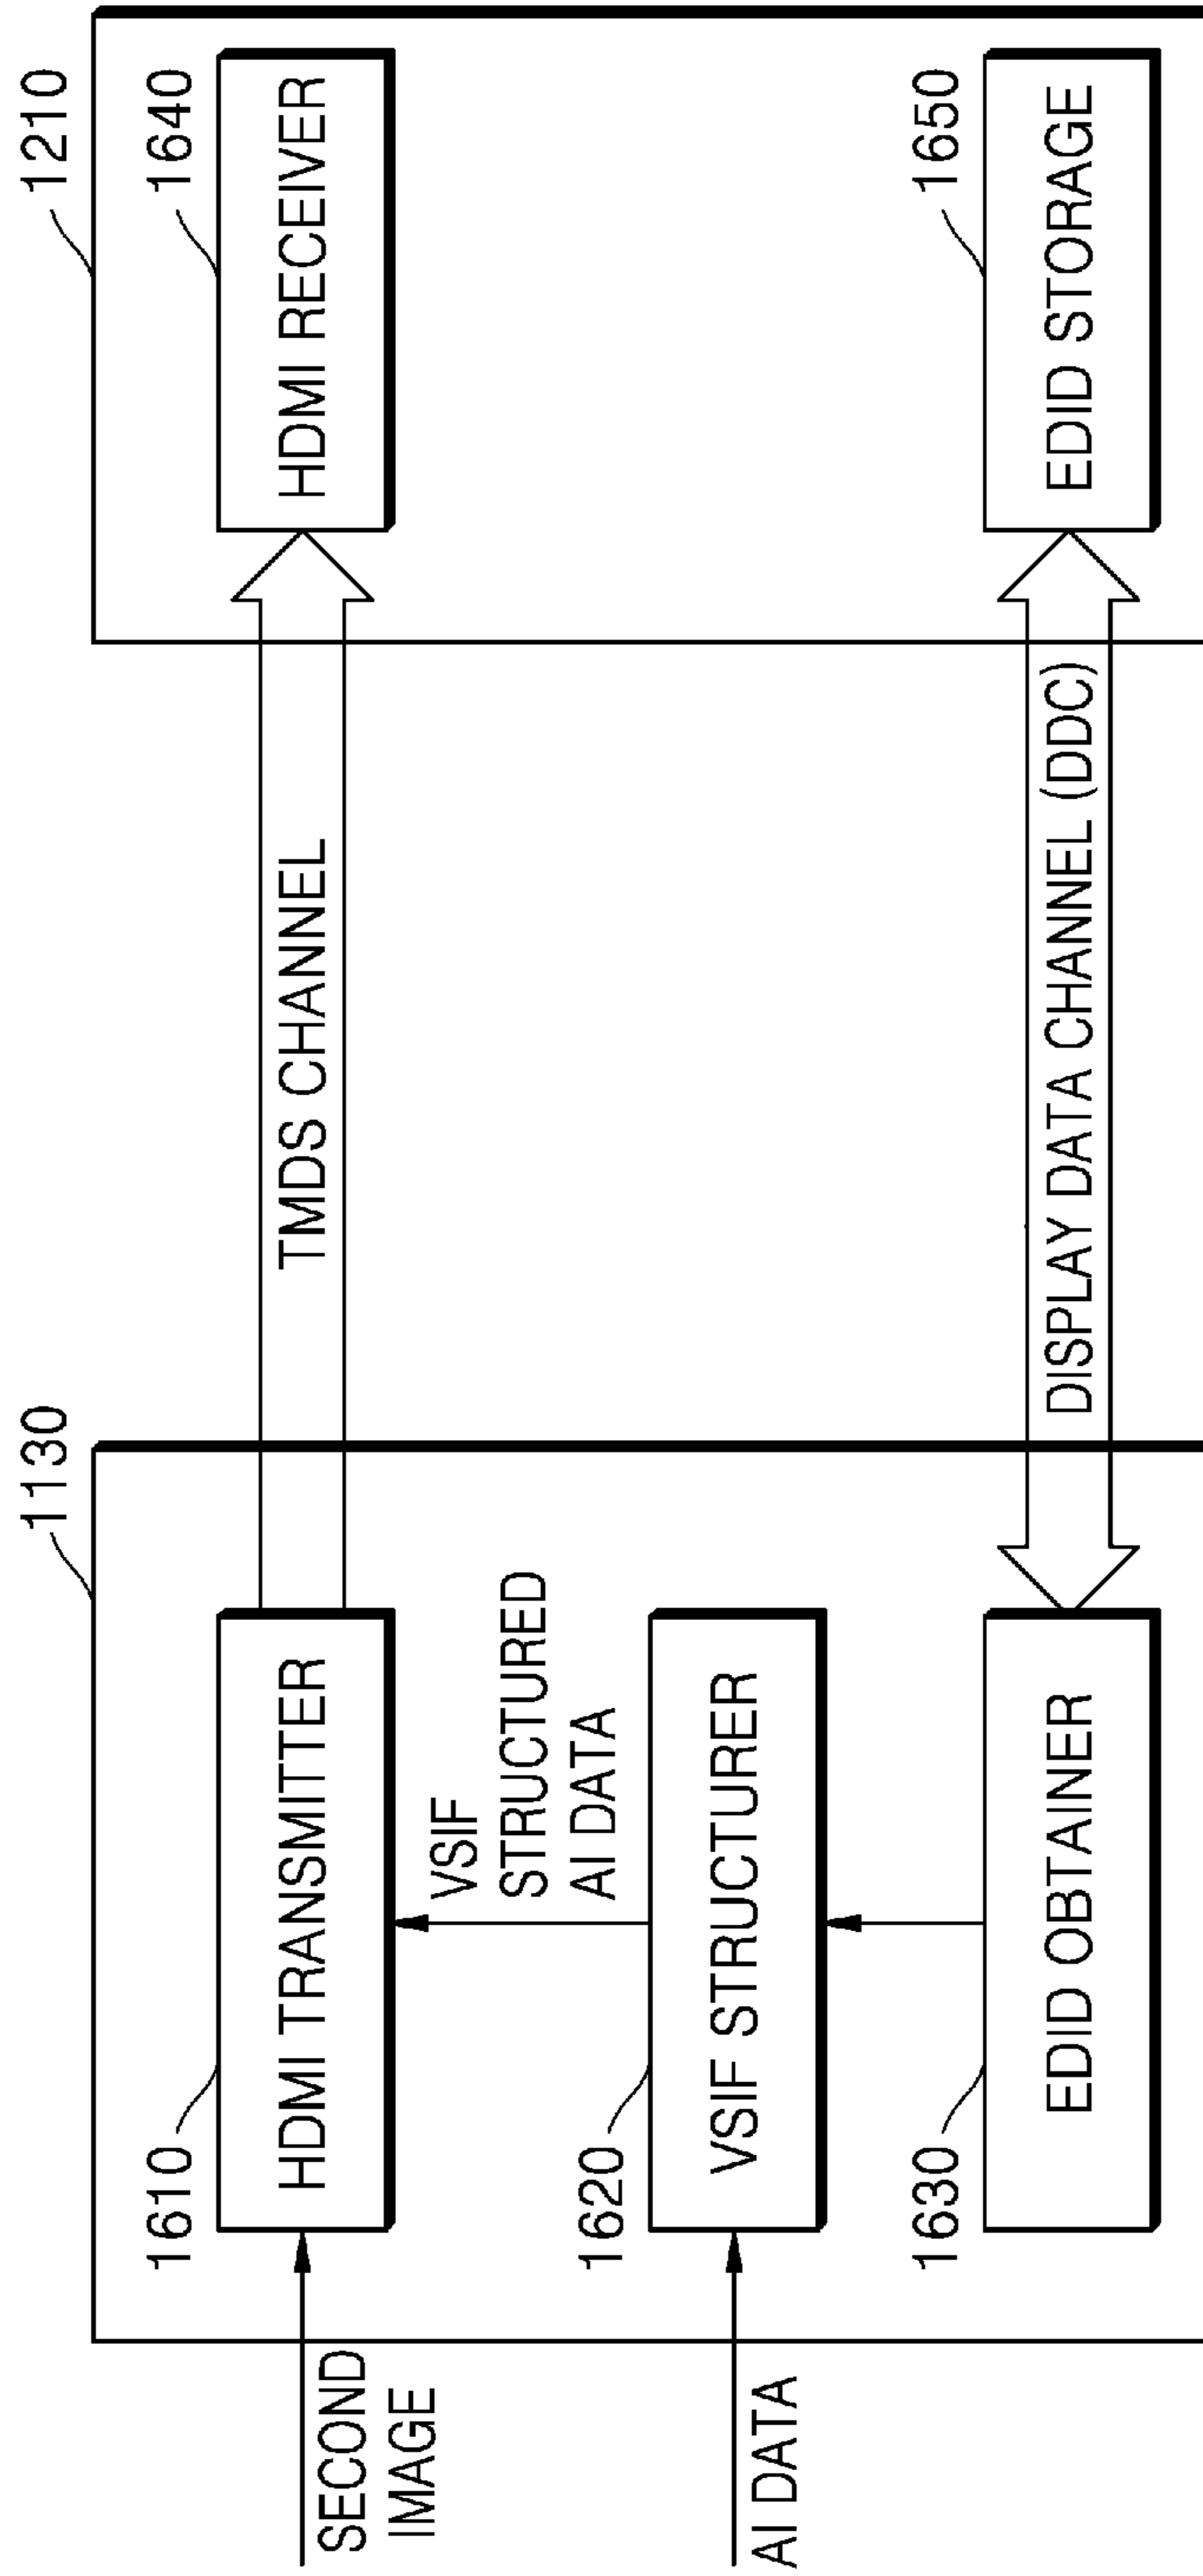 1130
1210
1610
HDMI TRANSMITTER
TMDS CHANNEL
1640
HDMI RECEIVER
SECOND
IMAGE
VSIF
STRUCTURED
AI DATA
1620
VSIF STRUCTURER
AI DATA
1630
EDID OBTAINER
DISPLAY DATA CHANNEL (DDC)
1650
EDID STORAGE